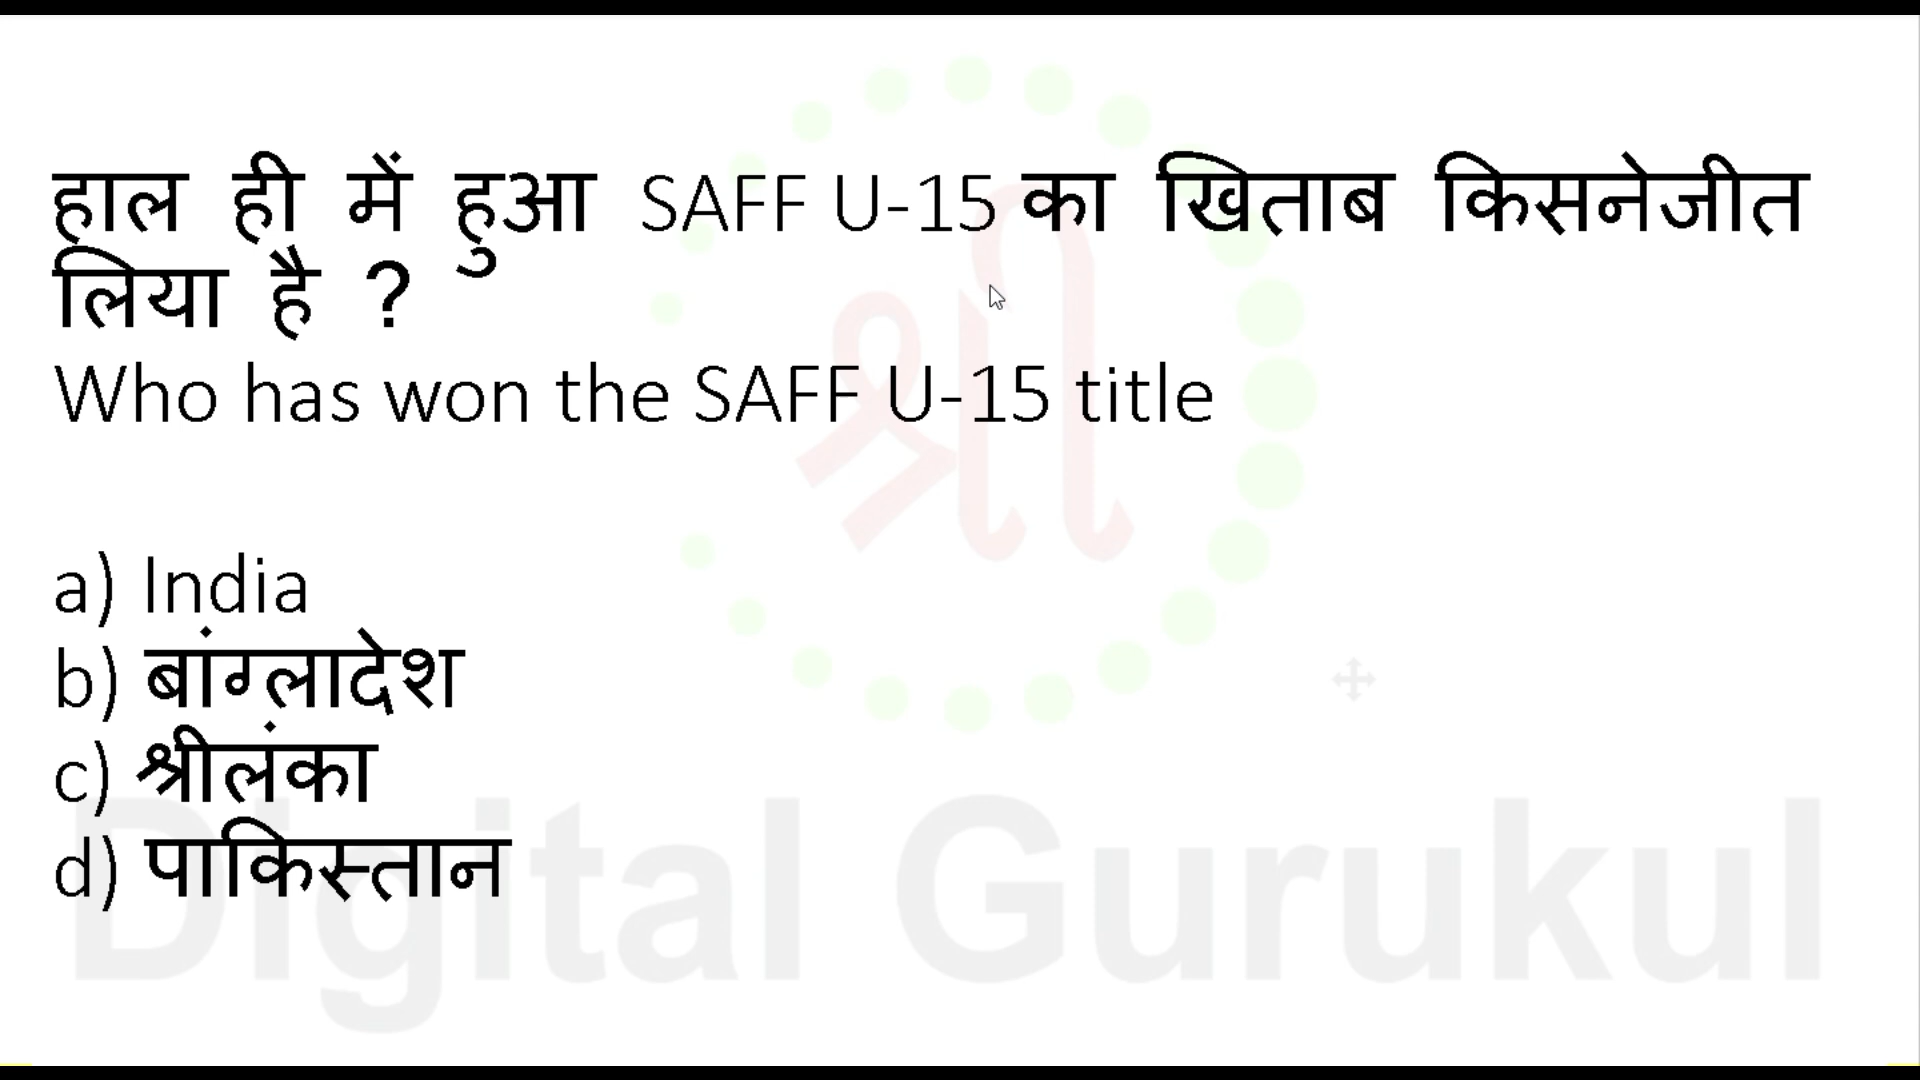 हाल ही में हुआ SAFF U-15 का खिताब किसनेजीत
लिया है ?
Who has won the SAFF U-15 title
a) India
b) बांग्लादेश
c) श्रीलंका
d) पाकिस्तान
श्री
Digital Gurukul